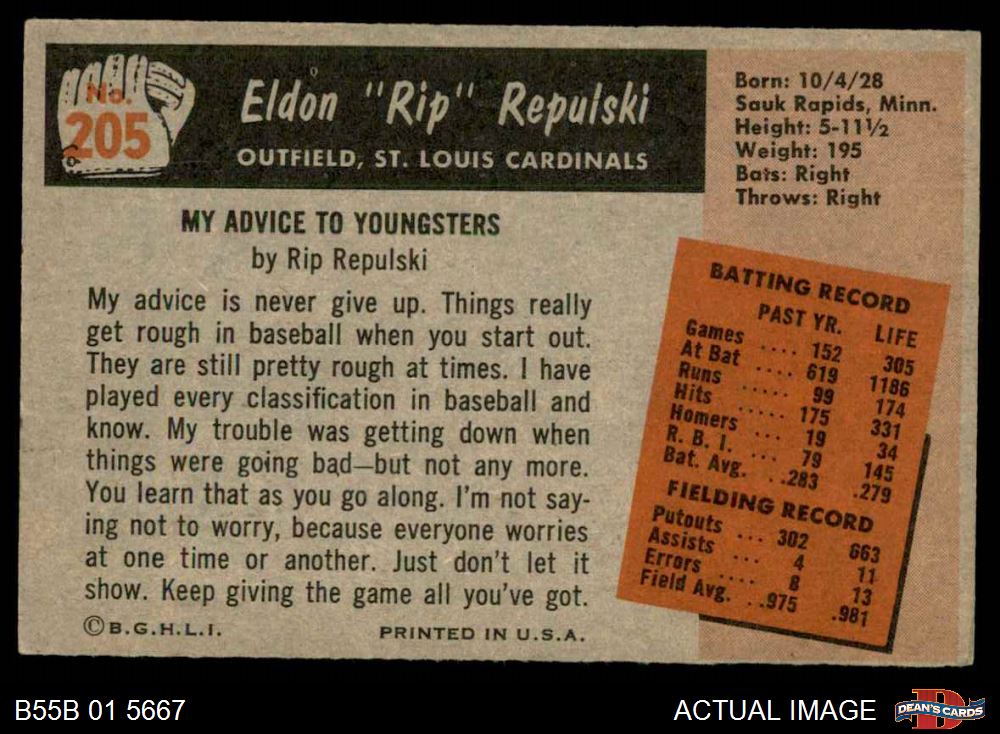 No.
205
Eldon "Rip" Repulski
OUTFIELD, ST. LOUIS CARDINALS
Born: 10/4/28
Sauk Rapids, Minn.
Height: 5-11½
Weight: 195
Bats: Right
Throws: Right
MY ADVICE TO YOUNGSTERS
by Rip Repulski
My advice is never give up. Things really
get rough in baseball when you start out.
They are still pretty rough at times. I have
played every classification in baseball and
know. My trouble was getting down when
things were going bad—but not any more.
You learn that as you go along. I'm not say-
ing not to worry, because everyone worries
at one time or another. Just don't let it
show. Keep giving the game all you've got.
©B.G.H.L.I. PRINTED IN U.S.A.
BATTING RECORD
PAST YR. LIFE
Games .... 152 305
At Bat .... 619 1186
Runs ..... 99 174
Hits ..... 175 331
Homers ... 19 34
R. B. I. ... 79 145
Bat. Avg. ..283 .279
FIELDING RECORD
Putouts ... 302 663
Assists ... 4 11
Errors .... 8 13
Field Avg. ..975 .981
B55B 01 5667 ACTUAL IMAGE DEAN'S CARDS